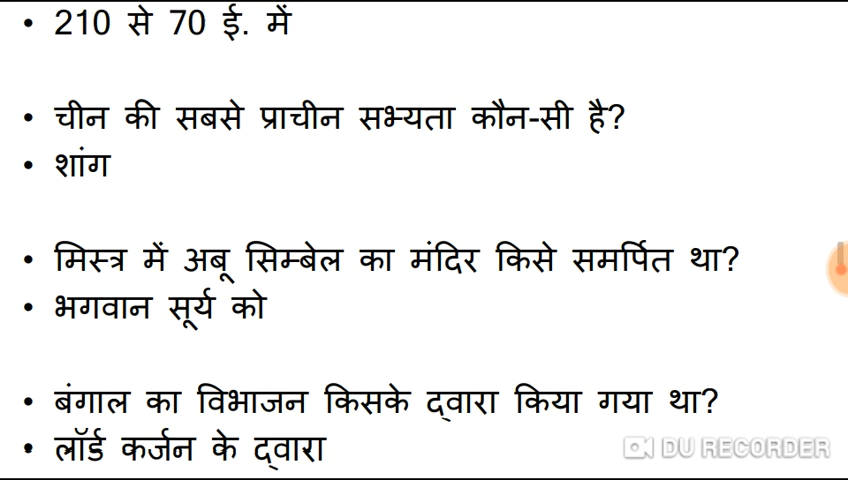 • 210 से 70 ई. में
• चीन की सबसे प्राचीन सभ्यता कौन-सी है?
• शांग
• मिस्त्र में अबू सिम्बेल का मंदिर किसे समर्पित था?
• भगवान सूर्य को
• बंगाल का विभाजन किसके द्वारा किया गया था?
• लॉर्ड कर्जन के द्वारा
DU RECORDER